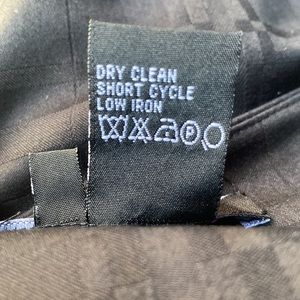 DRY CLEAN
SHORT CYCLE
LOW IRON